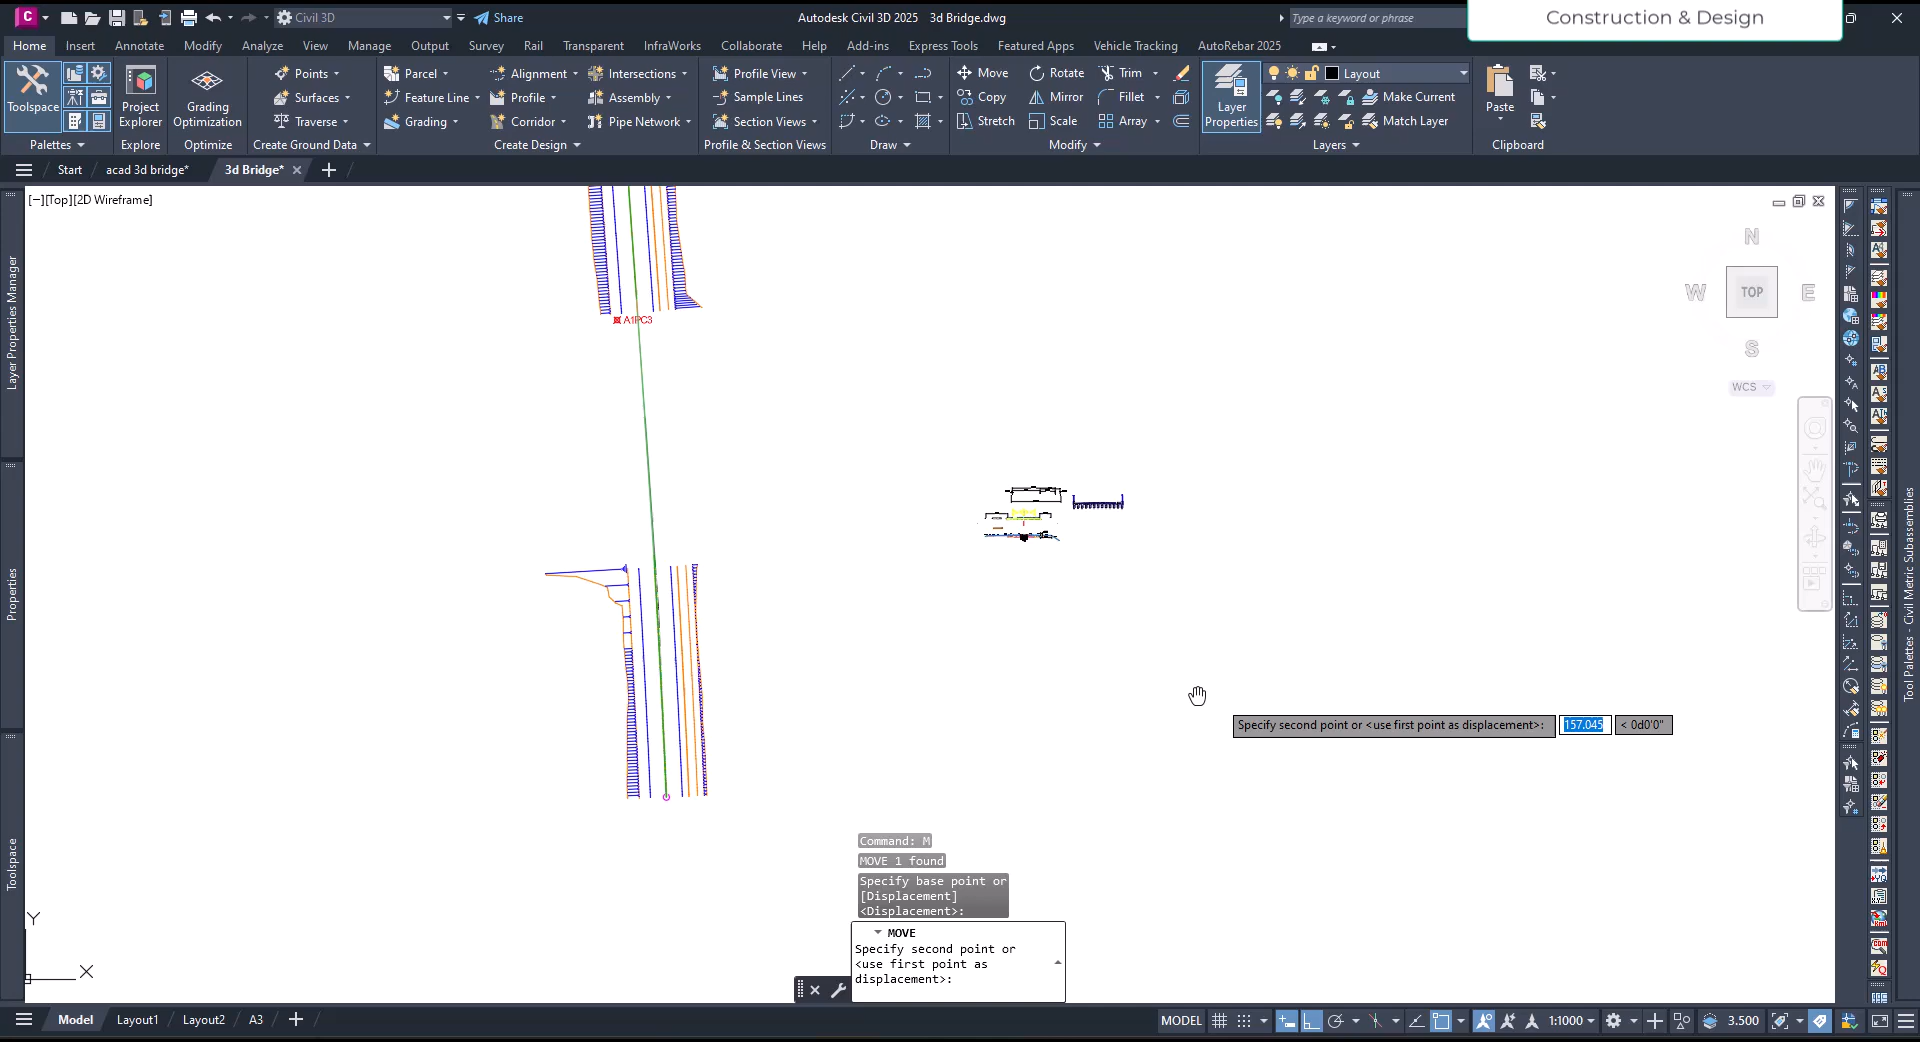 C
Civil 3D
Share
Autodesk Civil 3D 2025 3d Bridge.dwg
Type a keyword or phrase
Construction & Design
Home Insert Annotate Modify Analyze View Manage Output Survey Rail Transparent InfraWorks Collaborate Help Add-ins Express Tools Featured Apps Vehicle Tracking AutoRebar 2025
Toolspace
Project Explorer
Grading Optimization
Points
Surfaces
Traverse
Parcel
Feature Line
Grading
Alignment
Profile
Corridor
Intersections
Assembly
Pipe Network
Profile View
Sample Lines
Section Views
Move
Copy
Stretch
Rotate
Mirror
Scale
Trim
Fillet
Array
Layer Properties
Layout
Make Current
Match Layer
Paste
Palettes Explore Optimize Create Ground Data Create Design Profile & Section Views Draw Modify Layers Clipboard
Start acad 3d bridge* 3d Bridge*
[−][Top][2D Wireframe]
N
W TOP E
S
WCS
A1PC3
Layer Properties Manager
Properties
Toolspace
Tool Palettes - Civil Metric Subassemblies
Specify second point or <use first point as displacement>: 157.045 < 0d0'0"
Command: M
MOVE 1 found
Specify base point or
[Displacement]
<Displacement>:
MOVE
Specify second point or
<use first point as
displacement>:
Y
X
Model Layout1 Layout2 A3
MODEL 1:1000 3.500